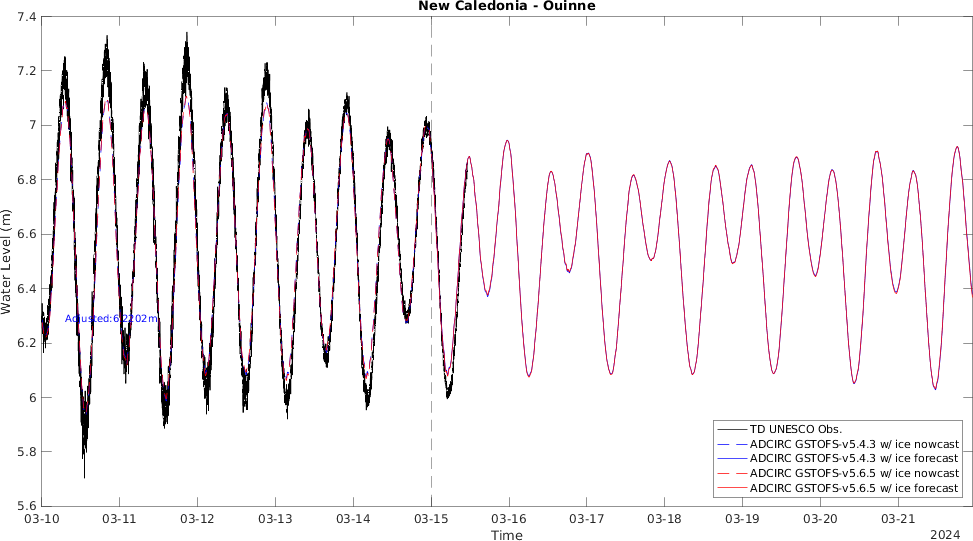 New Caledonia - Ouinne
7.4
7.2
7
6.8
6.6
6.4
6.2
6
5.8
5.6
Water Level (m)
Adjusted:6.2202m
TD UNESCO Obs.
ADCIRC GSTOFS-v5.4.3 w/ ice nowcast
ADCIRC GSTOFS-v5.4.3 w/ ice forecast
ADCIRC GSTOFS-v5.6.5 w/ ice nowcast
ADCIRC GSTOFS-v5.6.5 w/ ice forecast
03-10 03-11 03-12 03-13 03-14 03-15 03-16 03-17 03-18 03-19 03-20 03-21
Time
2024